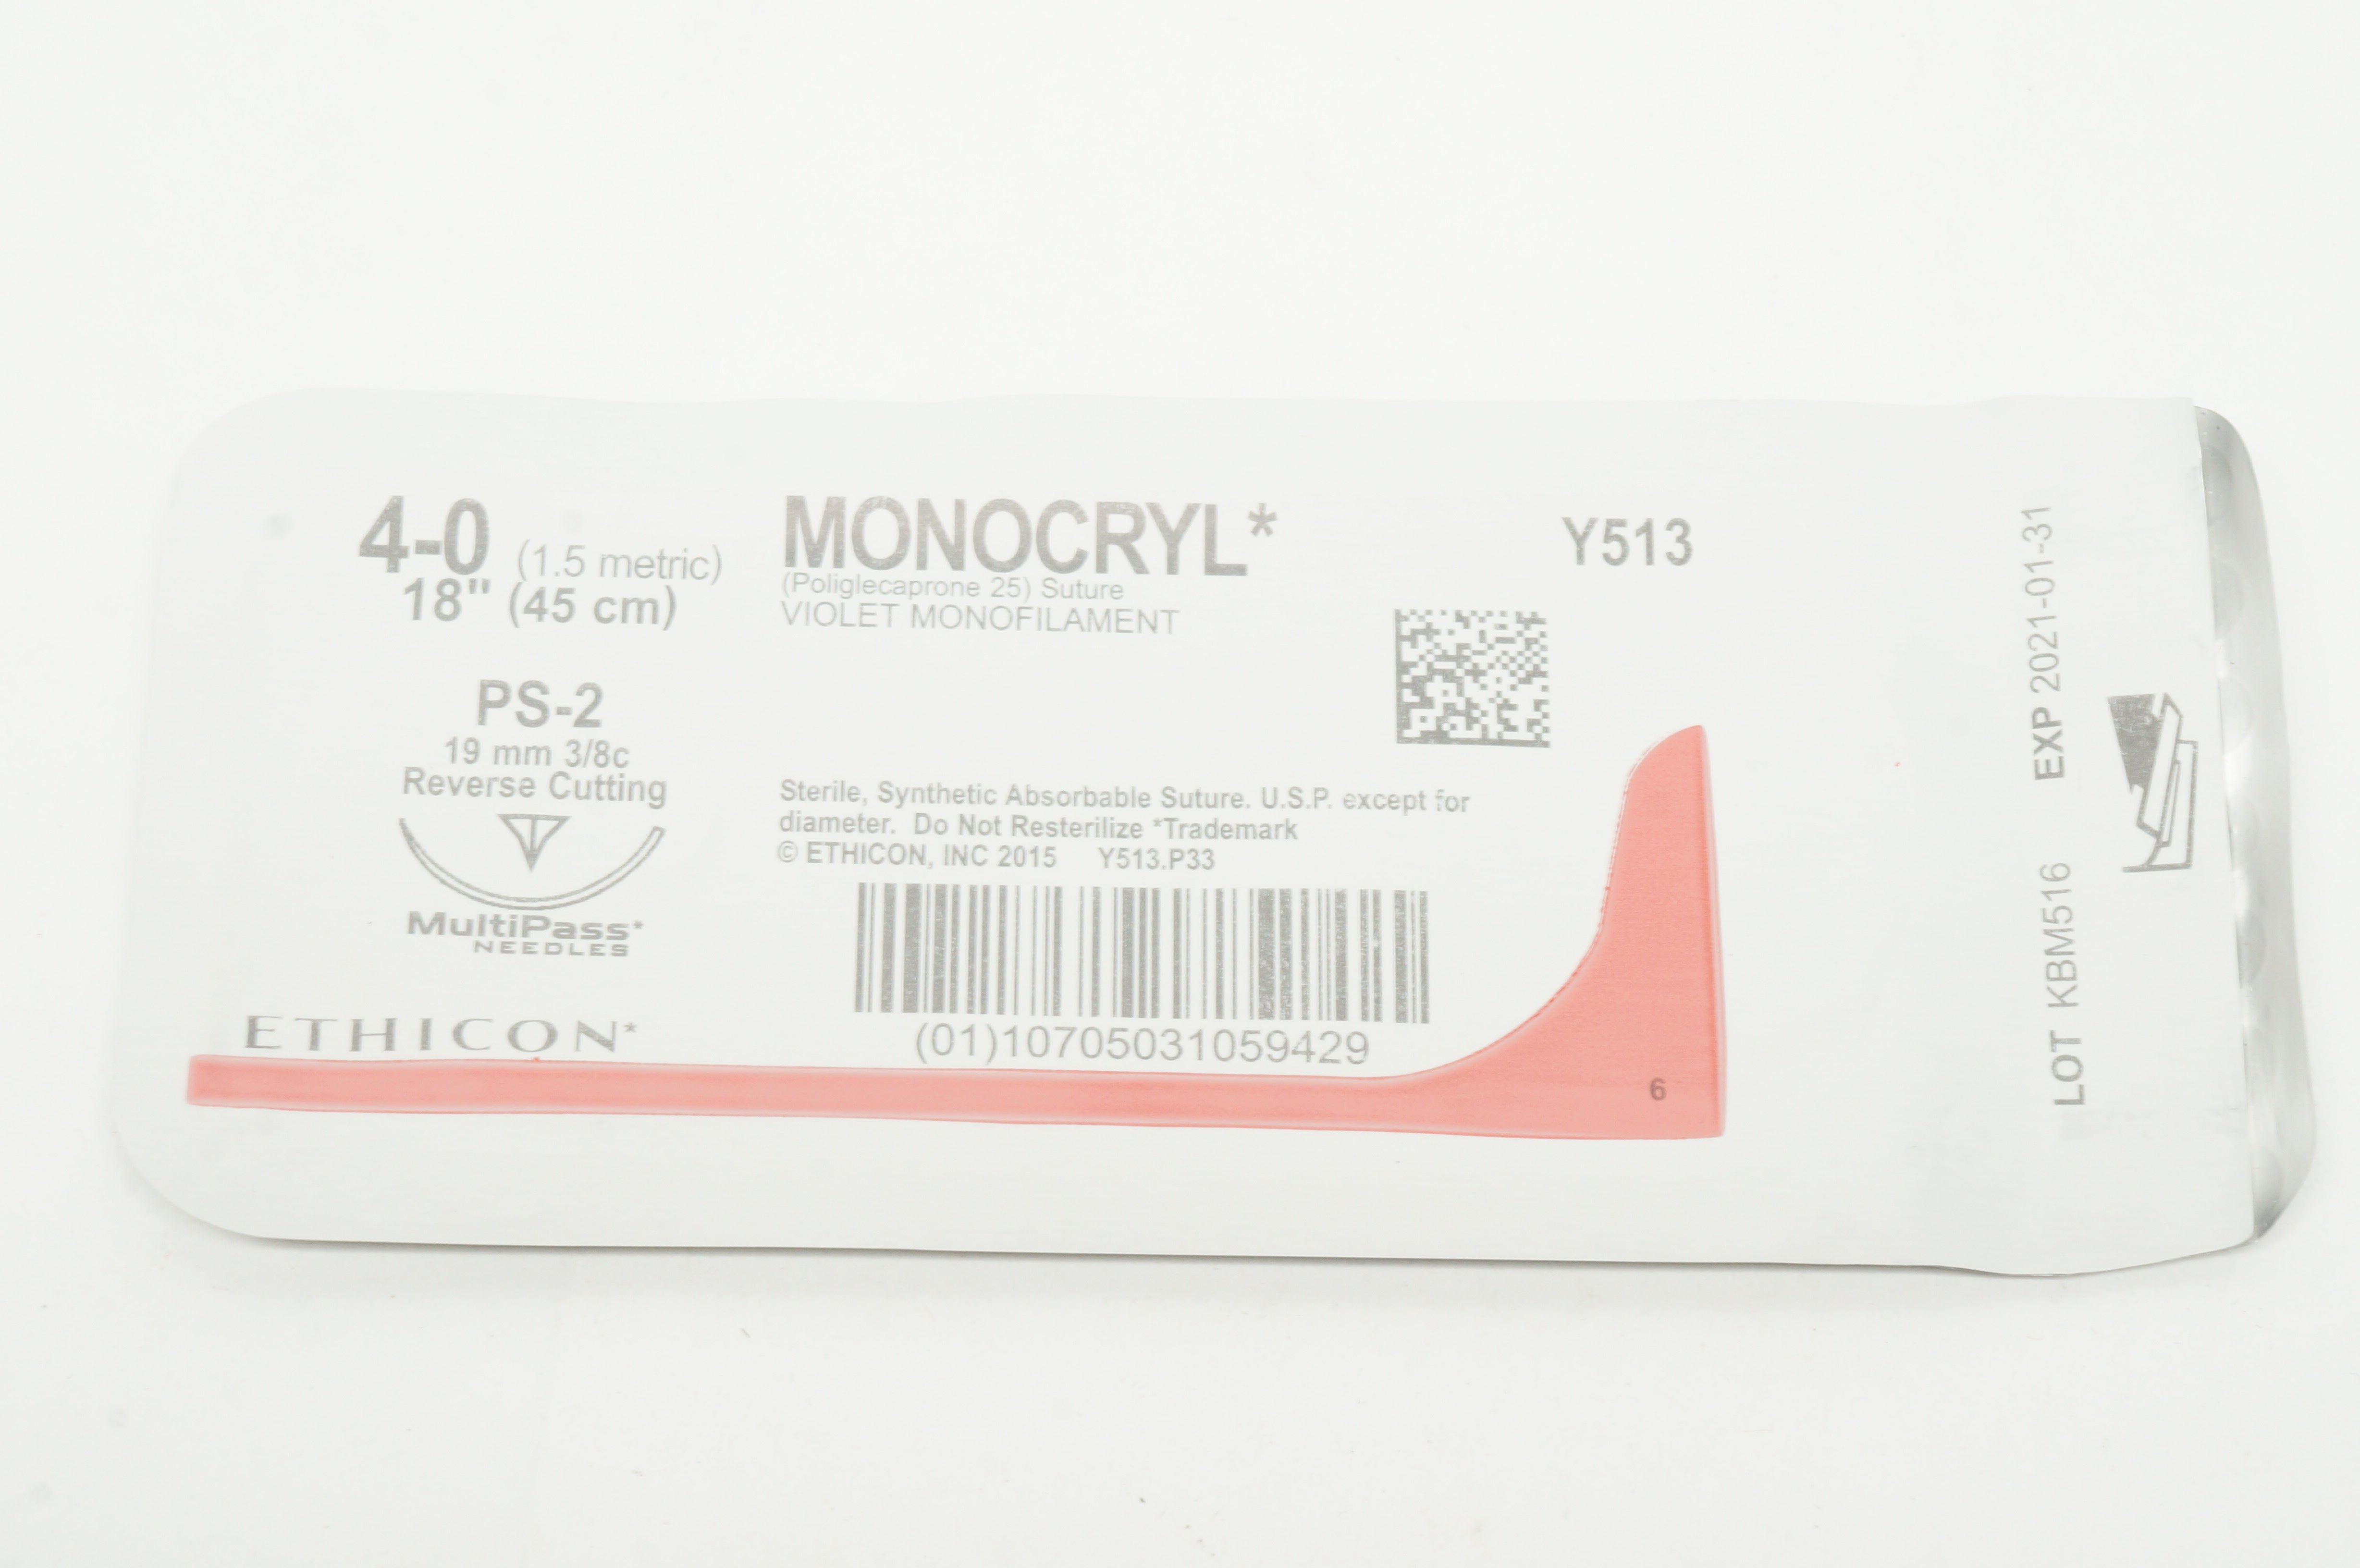 4-0 (1.5 metric)
18" (45 cm)
PS-2
19 mm 3/8c
Reverse Cutting
MultiPass*
NEEDLES
ETHICON*
MONOCRYL*
(Poliglecaprone 25) Suture
VIOLET MONOFILAMENT
Y513
Sterile, Synthetic Absorbable Suture. U.S.P. except for
diameter. Do Not Resterilize *Trademark
© ETHICON, INC 2015 Y513.P33
(01)10705031059429
6
LOT KBM516 EXP 2021-01-31